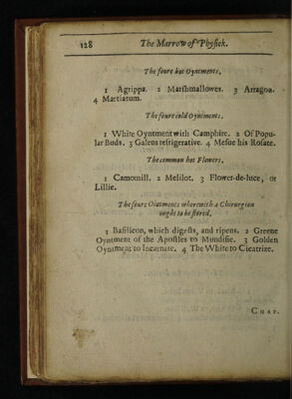 128 The Marrow of Physick.
The foure hot Oyntments,
1 Agrippa. 2 Marshmallowes. 3 Arragon.
4 Martiatum.
The foure cold Oyntments.
1 White Oyntment with Camphire. 2 Of Popu-
lar Buds. 3 Galens refrigerative. 4 Mesue his Rosate.
The common hot Flowers.
1 Camomill. 2 Melilot. 3 Flower-de-luce, or
Lillie.
The foure Ointments wherewith a Chirurgian
ought to be stored.
1 Basilicon, which digests, and ripens. 2 Greene
Oyntment of the Apostles to Mundifie. 3 Golden
Oyntment to Incarnate. 4 The White to Cicatrize.
CHAP.